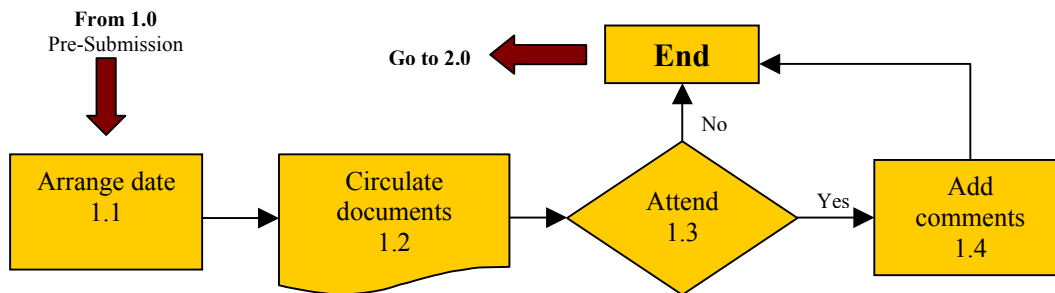 From 1.0
Pre-Submission
Go to 2.0
End
No
Arrange date
1.1
Circulate
documents
1.2
Attend
1.3
Yes
Add
comments
1.4